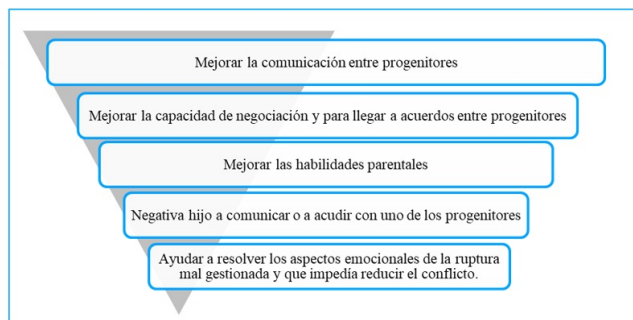 Mejorar la comunicación entre progenitores
Mejorar la capacidad de negociación y para llegar a acuerdos entre progenitores
Mejorar las habilidades parentales
Negativa hijo a comunicar o a acudir con uno de los progenitores
Ayudar a resolver los aspectos emocionales de la ruptura
mal gestionada y que impedía reducir el conflicto.